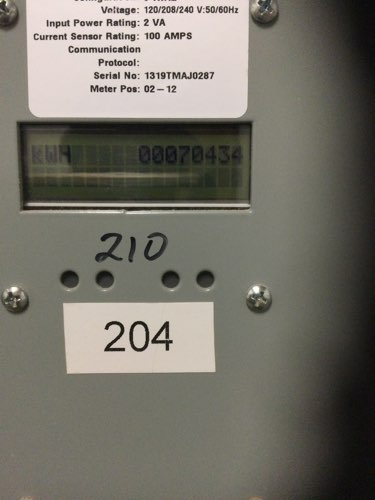 Voltage: 120/208/240 V:50/60Hz
Input Power Rating: 2 VA
Current Sensor Rating: 100 AMPS
Communication
Protocol:
Serial No: 1319TMAJ0287
Meter Pos: 02 – 12
KWH 00070434
210
204